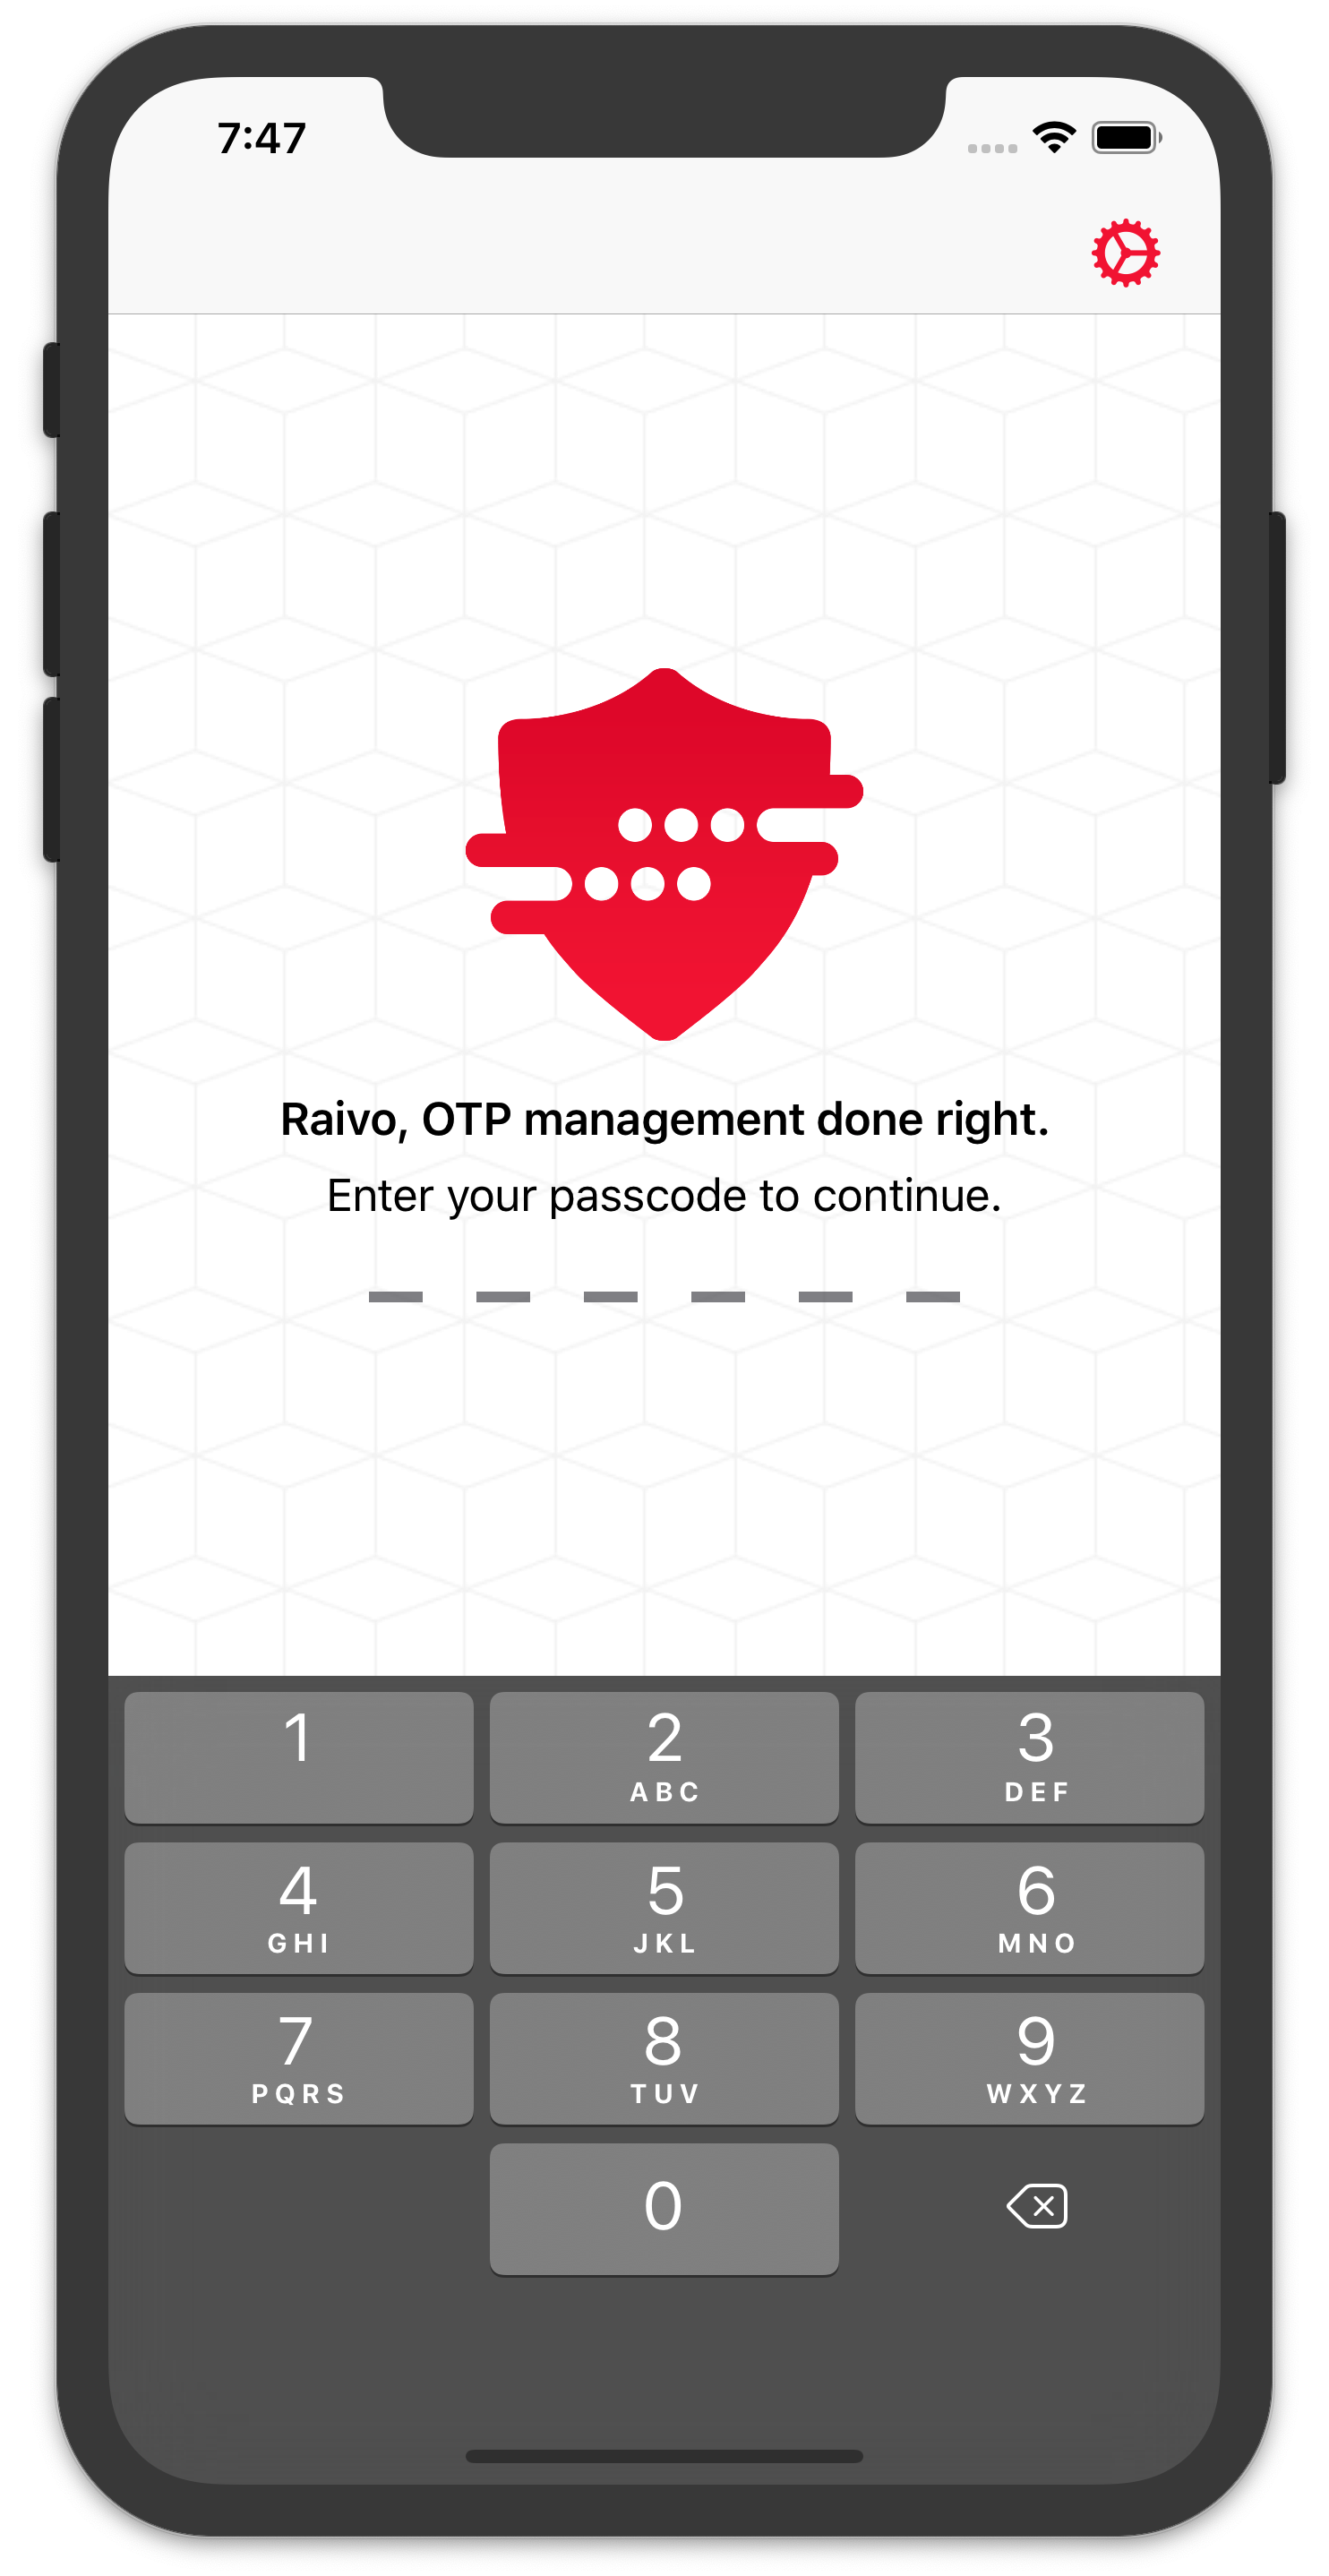 7:47
Raivo, OTP management done right.
Enter your passcode to continue.
1 2 3
ABC DEF
4 5 6
GHI JKL MNO
7 8 9
PQRS TUV WXYZ
0